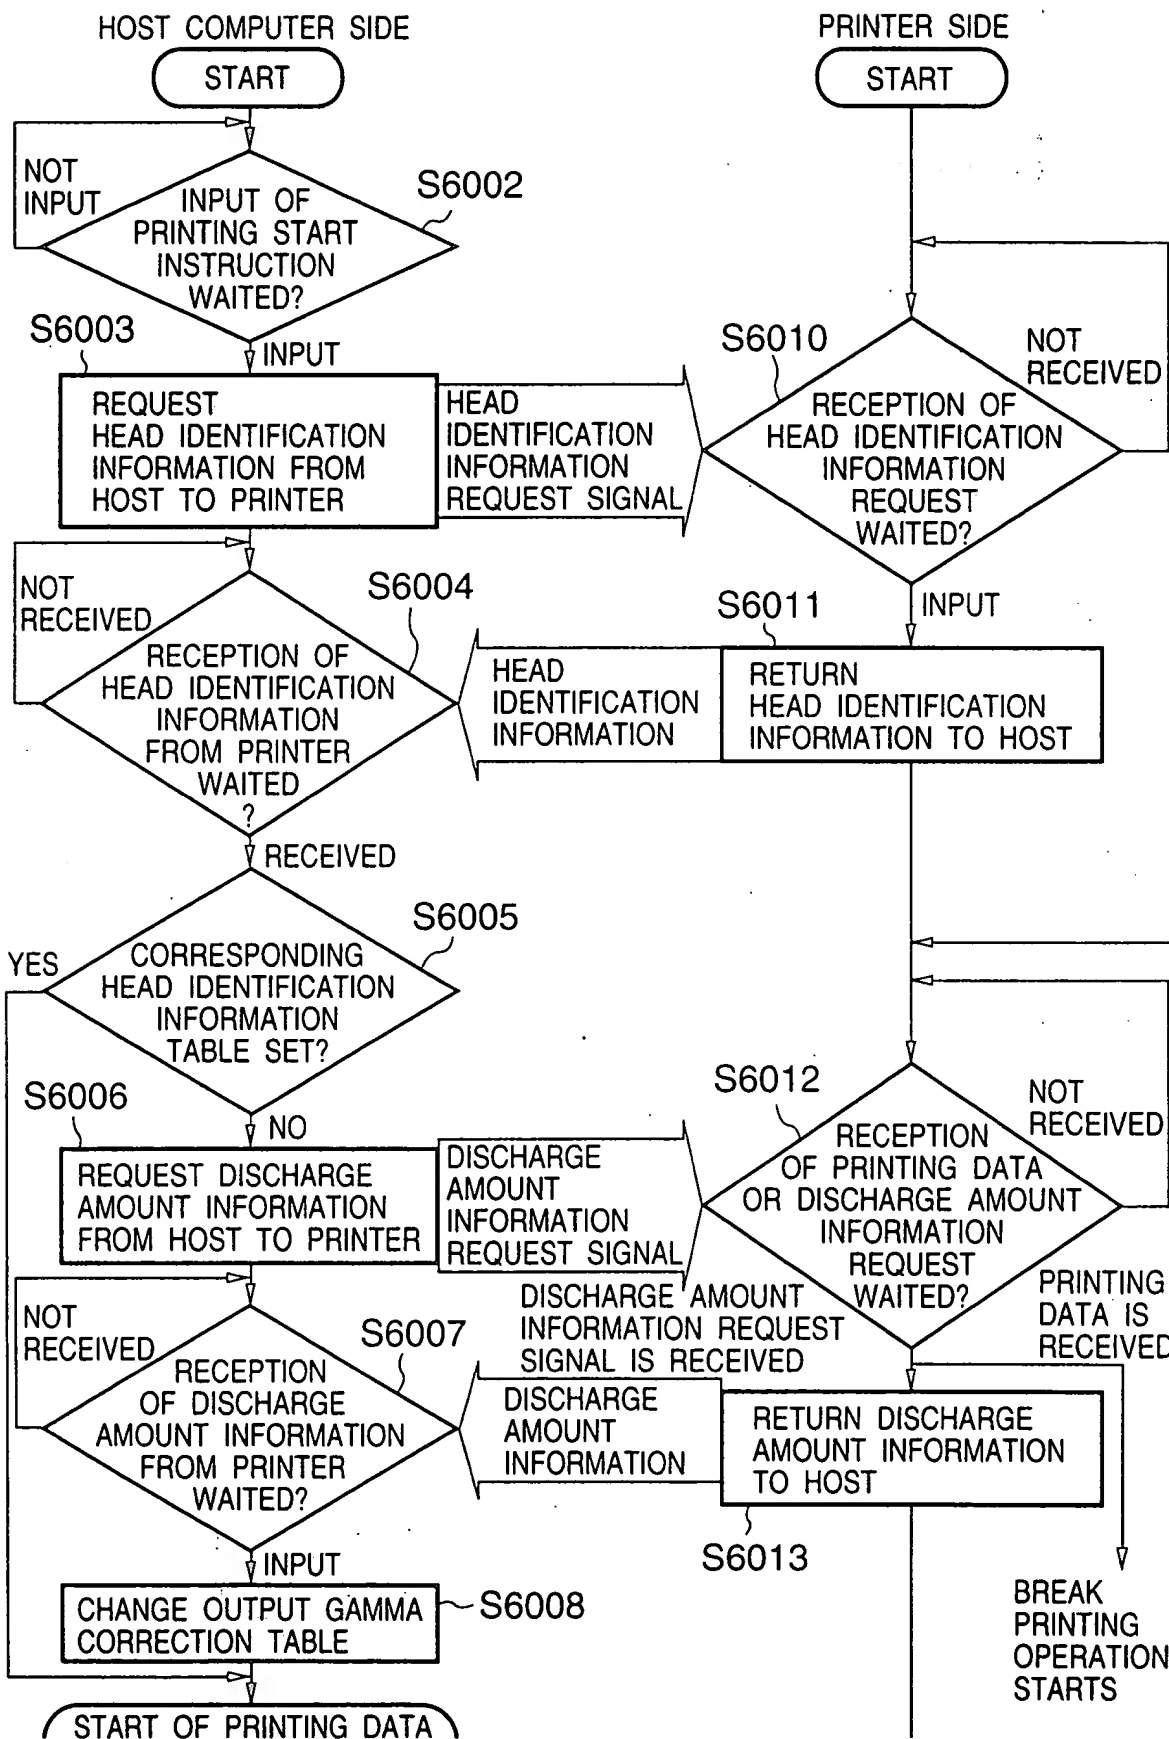 HOST COMPUTER SIDE
START
NOT
INPUT
INPUT OF
PRINTING START
INSTRUCTION
WAITED?
S6002
S6003
INPUT
REQUEST
HEAD IDENTIFICATION
INFORMATION FROM
HOST TO PRINTER
HEAD
IDENTIFICATION
INFORMATION
REQUEST SIGNAL
NOT
RECEIVED
S6004
RECEPTION OF
HEAD IDENTIFICATION
INFORMATION
FROM PRINTER
WAITED
?
RECEIVED
S6005
YES
CORRESPONDING
HEAD IDENTIFICATION
INFORMATION
TABLE SET?
S6006
NO
REQUEST DISCHARGE
AMOUNT INFORMATION
FROM HOST TO PRINTER
DISCHARGE
AMOUNT
INFORMATION
REQUEST SIGNAL
NOT
RECEIVED
S6007
RECEPTION
OF DISCHARGE
AMOUNT INFORMATION
FROM PRINTER
WAITED?
INPUT
CHANGE OUTPUT GAMMA
CORRECTION TABLE
S6008
START OF PRINTING DATA
PRINTER SIDE
START
S6010
NOT
RECEIVED
RECEPTION OF
HEAD IDENTIFICATION
INFORMATION
REQUEST
WAITED?
S6011
INPUT
HEAD
IDENTIFICATION
INFORMATION
RETURN
HEAD IDENTIFICATION
INFORMATION TO HOST
S6012
NOT
RECEIVED
RECEPTION
OF PRINTING DATA
OR DISCHARGE AMOUNT
INFORMATION
REQUEST
WAITED?
DISCHARGE AMOUNT
INFORMATION REQUEST
SIGNAL IS RECEIVED
PRINTING
DATA IS
RECEIVED
DISCHARGE
AMOUNT
INFORMATION
RETURN DISCHARGE
AMOUNT INFORMATION
TO HOST
S6013
BREAK
PRINTING
OPERATION
STARTS